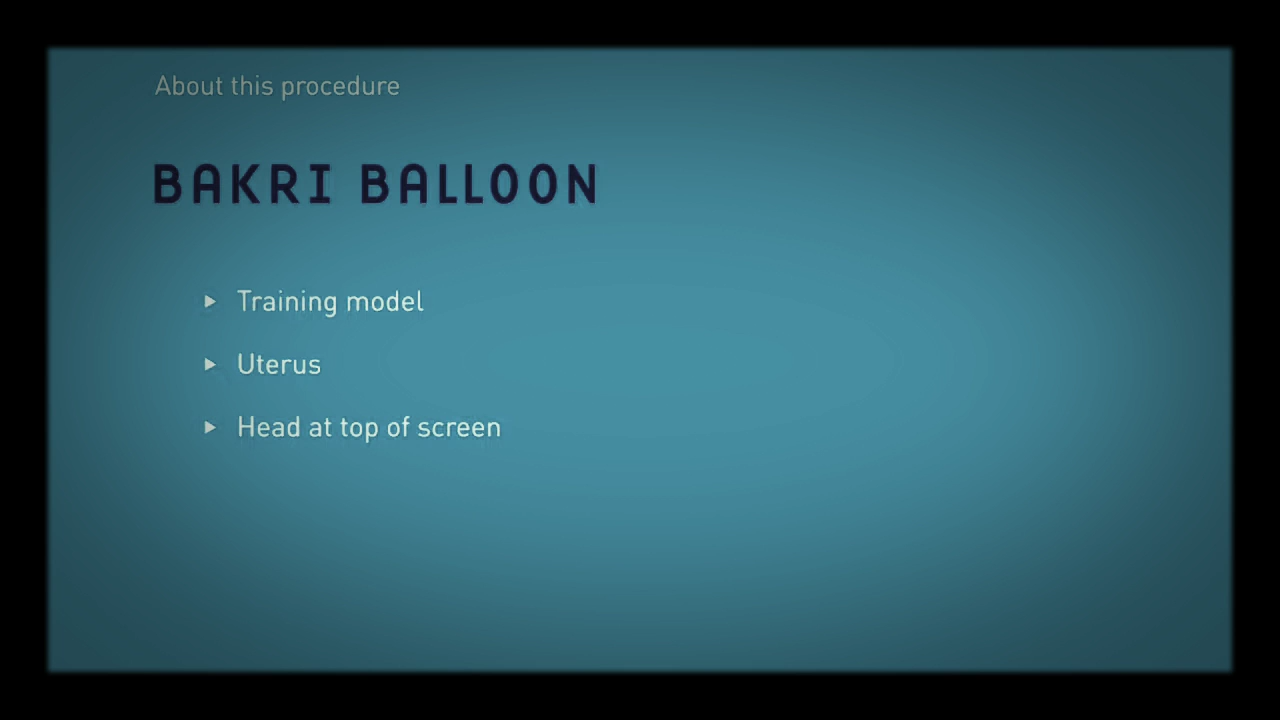 About this procedure
BAKRI BALLOON
Training model
Uterus
Head at top of screen